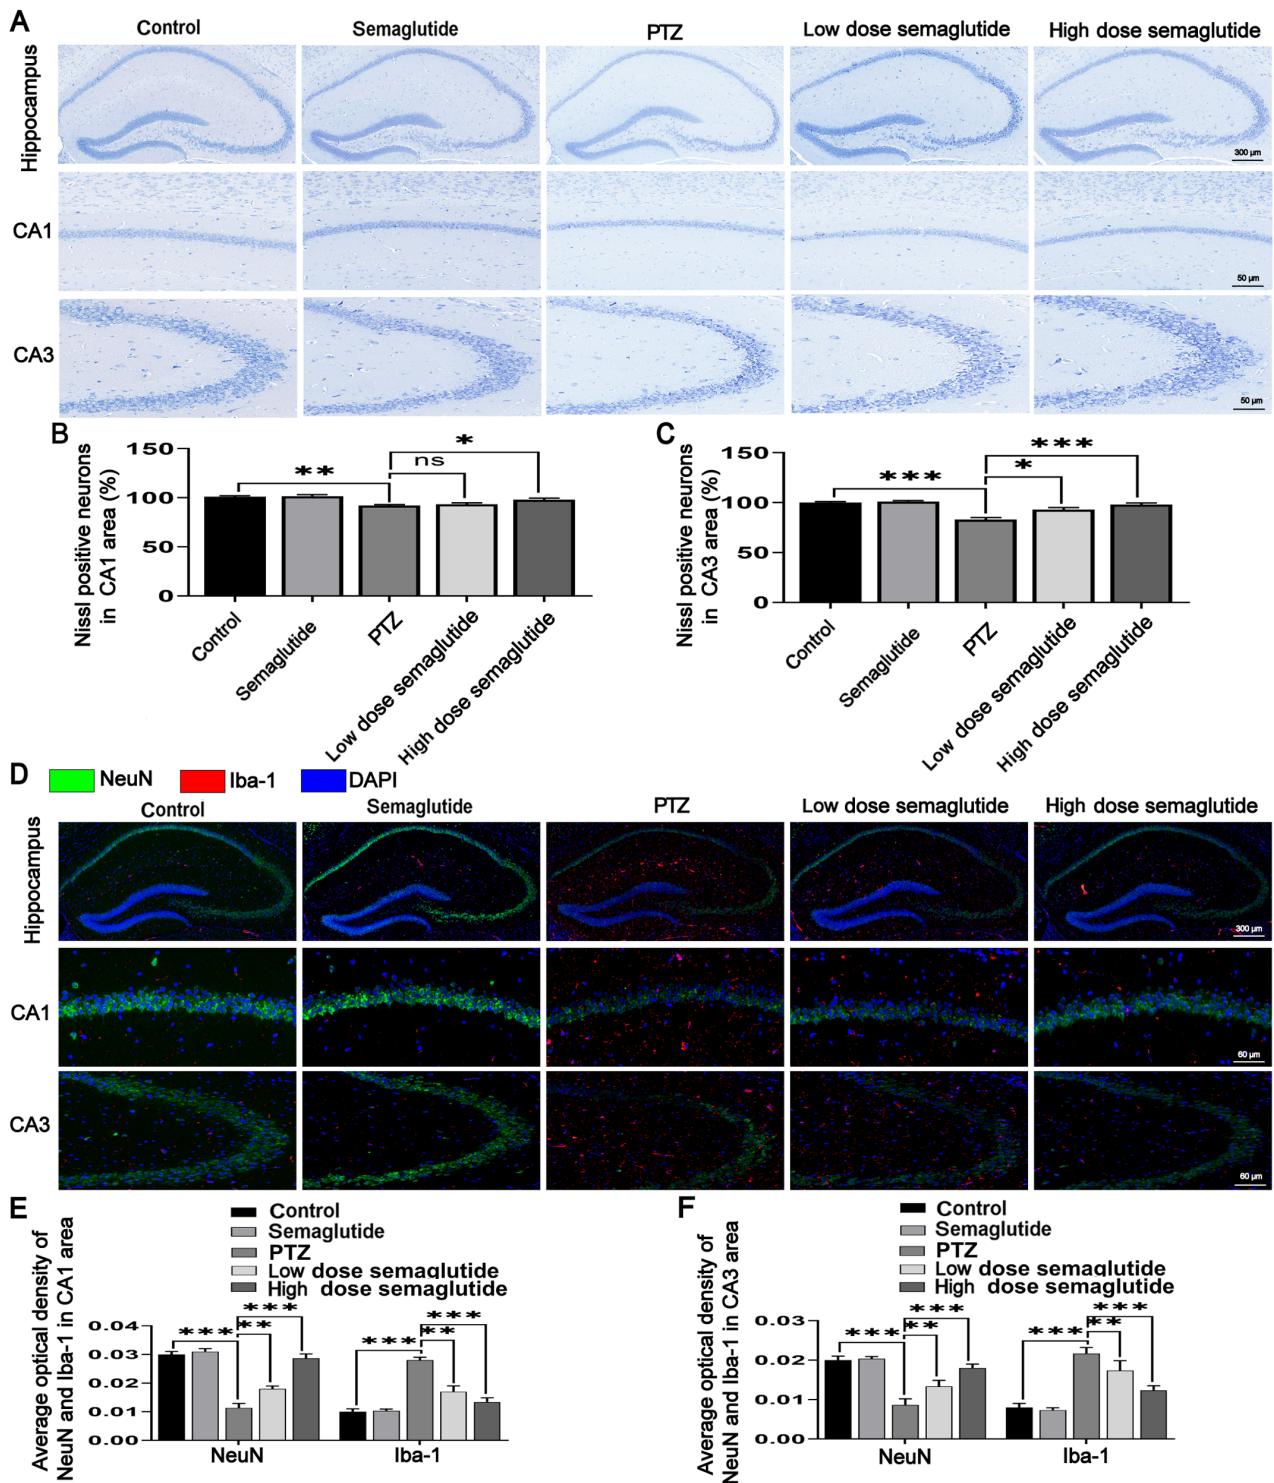 A
Control
Semaglutide
PTZ
Low dose semaglutide
High dose semaglutide
Hippocampus
300 µm
CA1
50 µm
CA3
50 µm
B
Nissl positive neurons
in CA1 area (%)
150
100
50
0
**
ns
*
Control
Semaglutide
PTZ
Low dose semaglutide
High dose semaglutide
C
Nissl positive neurons
in CA3 area (%)
150
100
50
0
***
*
***
Control
Semaglutide
PTZ
Low dose semaglutide
High dose semaglutide
D
NeuN
Iba-1
DAPI
Control
Semaglutide
PTZ
Low dose semaglutide
High dose semaglutide
Hippocampus
300 µm
CA1
60 µm
CA3
60 µm
E
Control
Semaglutide
PTZ
Low dose semaglutide
High dose semaglutide
Average optical density of
NeuN and Iba-1 in CA1 area
0.04
0.03
0.02
0.01
0.00
***
**
***
***
**
***
NeuN
Iba-1
F
Control
Semaglutide
PTZ
Low dose semaglutide
High dose semaglutide
Average optical density of
NeuN and Iba-1 in CA3 area
0.03
0.02
0.01
0.00
***
**
***
***
**
***
NeuN
Iba-1